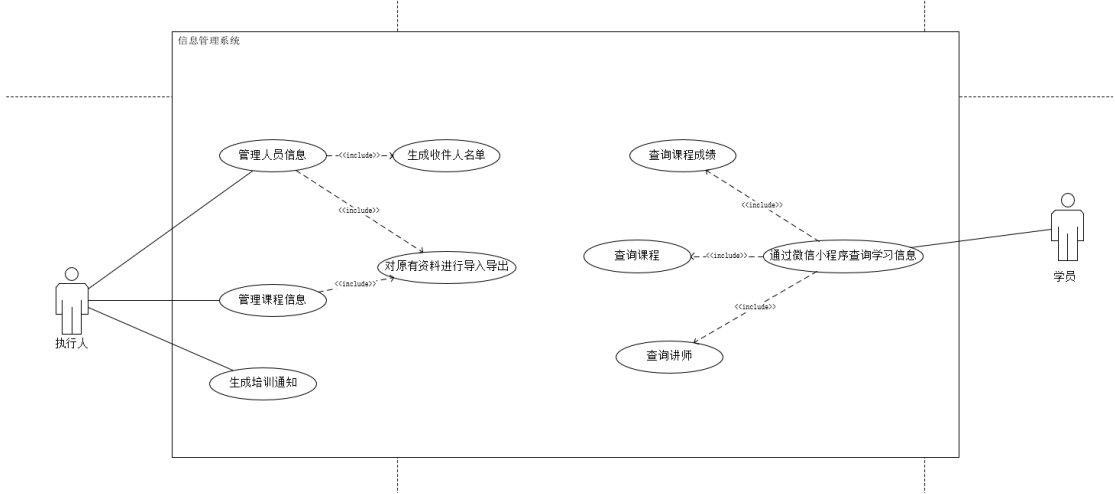 信息管理系统
管理人员信息
<<include>>
生成收件人名单
查询课程成绩
<<include>>
<<include>>
查询课程
<<include>>
通过微信小程序查询学习信息
对原有资料进行导入导出
学员
<<include>>
管理课程信息
<<include>>
执行人
查询讲师
生成培训通知